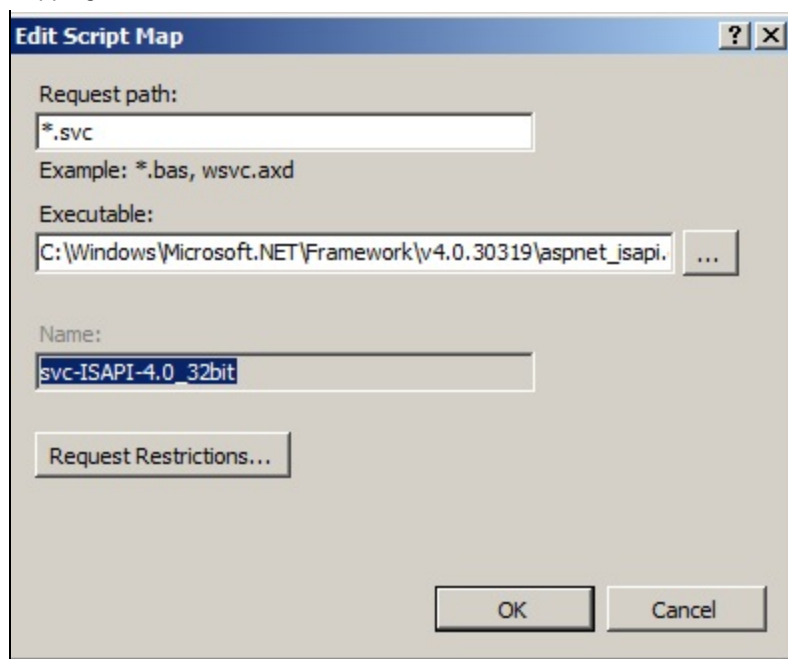 Edit Script Map
Request path:
*.svc
Example: *.bas, wsvc.axd
Executable:
C:\Windows\Microsoft.NET\Framework\v4.0.30319\aspnet_isapi.
...
Name:
svc-ISAPI-4.0_32bit
Request Restrictions...
OK
Cancel